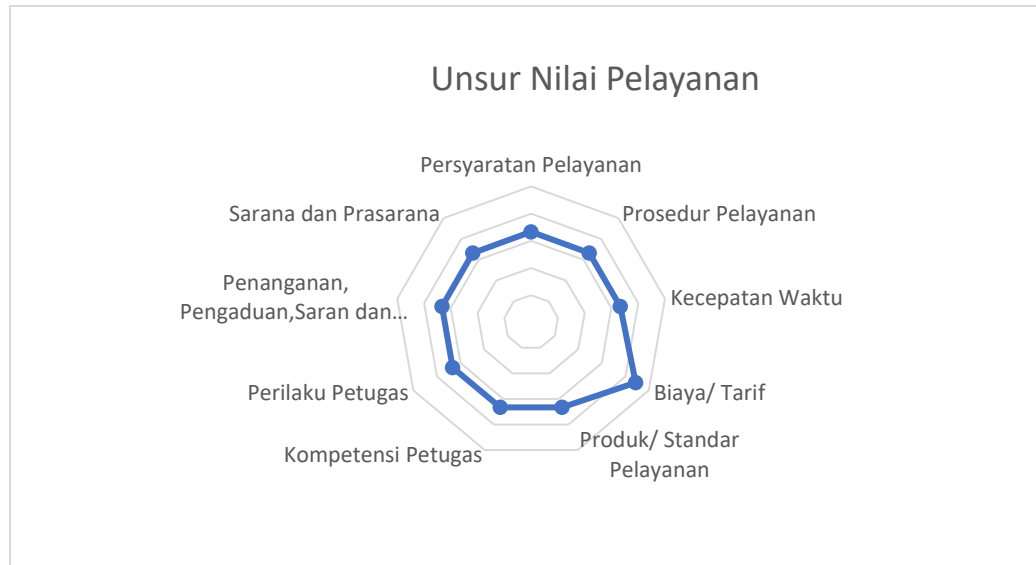 Unsur Nilai Pelayanan
Persyaratan Pelayanan
Prosedur Pelayanan
Kecepatan Waktu
Biaya/ Tarif
Produk/ Standar
Pelayanan
Kompetensi Petugas
Perilaku Petugas
Penanganan,
Pengaduan,Saran dan...
Sarana dan Prasarana